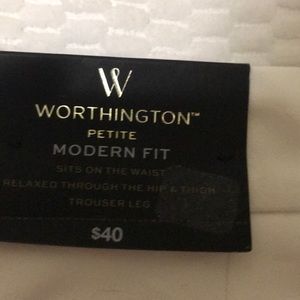 W
WORTHINGTON™
PETITE
MODERN FIT
SITS ON THE WAIST
RELAXED THROUGH THE HIP & THIGH
TROUSER LEG
$40